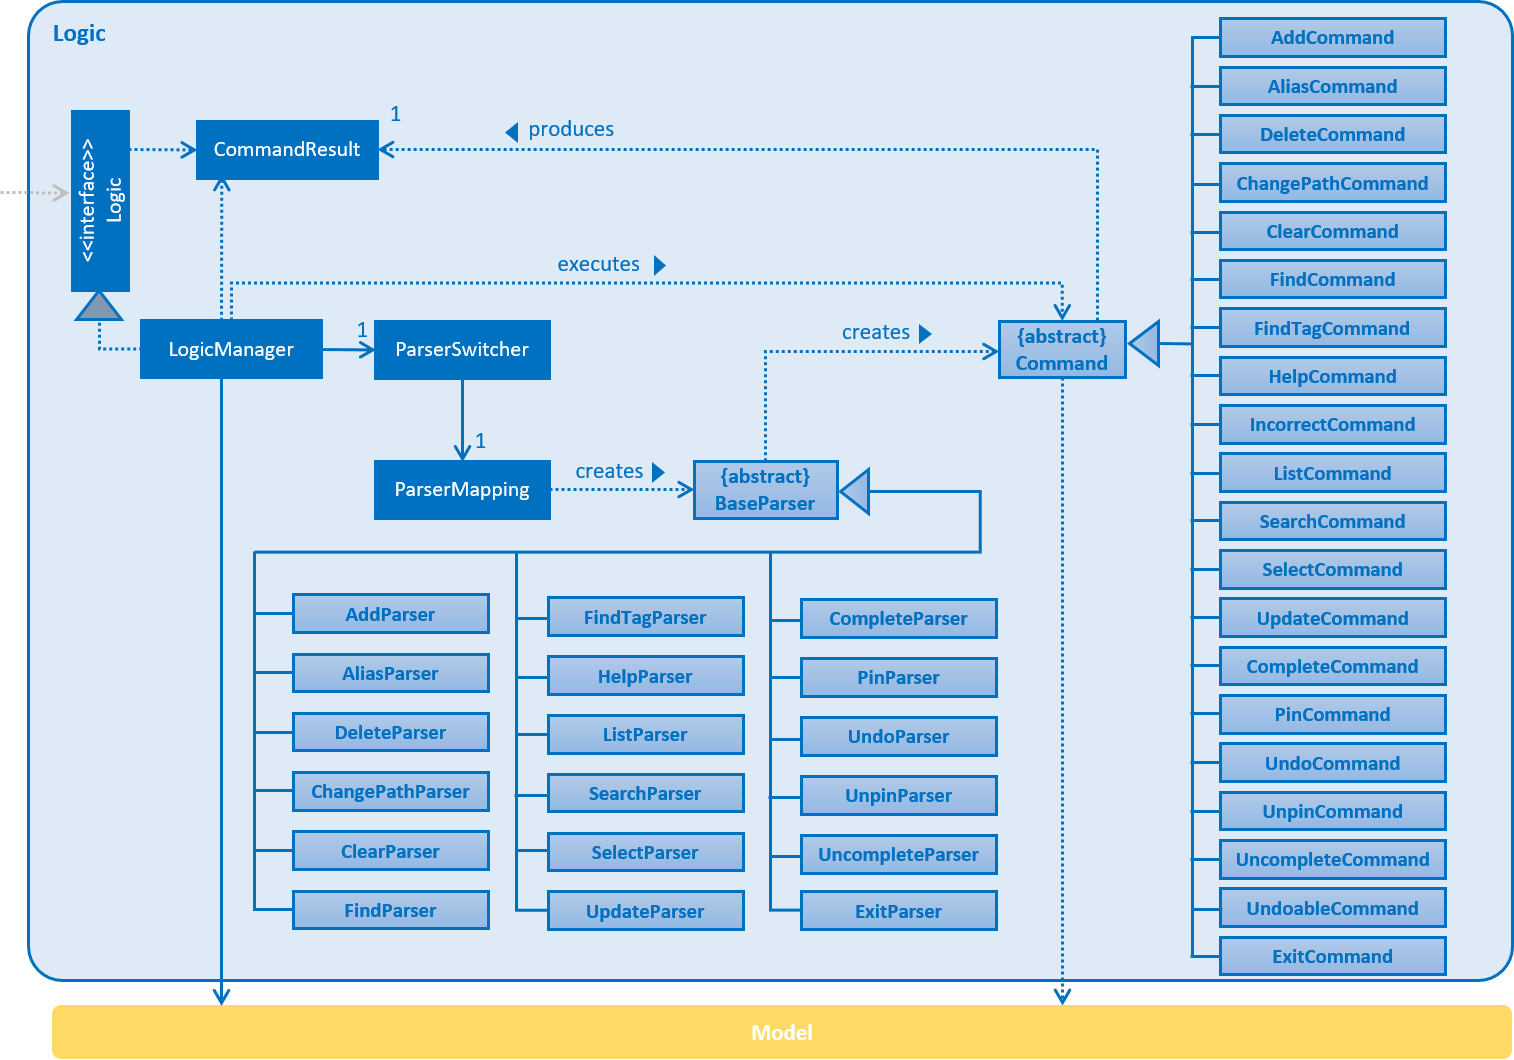 Logic
<<interface>>
Logic
CommandResult
1
produces
executes
LogicManager
1
ParserSwitcher
creates
{abstract}
Command
1
ParserMapping
creates
{abstract}
BaseParser
AddParser
AliasParser
DeleteParser
ChangePathParser
ClearParser
FindParser
FindTagParser
HelpParser
ListParser
SearchParser
SelectParser
UpdateParser
CompleteParser
PinParser
UndoParser
UnpinParser
UncompleteParser
ExitParser
AddCommand
AliasCommand
DeleteCommand
ChangePathCommand
ClearCommand
FindCommand
FindTagCommand
HelpCommand
IncorrectCommand
ListCommand
SearchCommand
SelectCommand
UpdateCommand
CompleteCommand
PinCommand
UndoCommand
UnpinCommand
UncompleteCommand
UndoableCommand
ExitCommand
Model